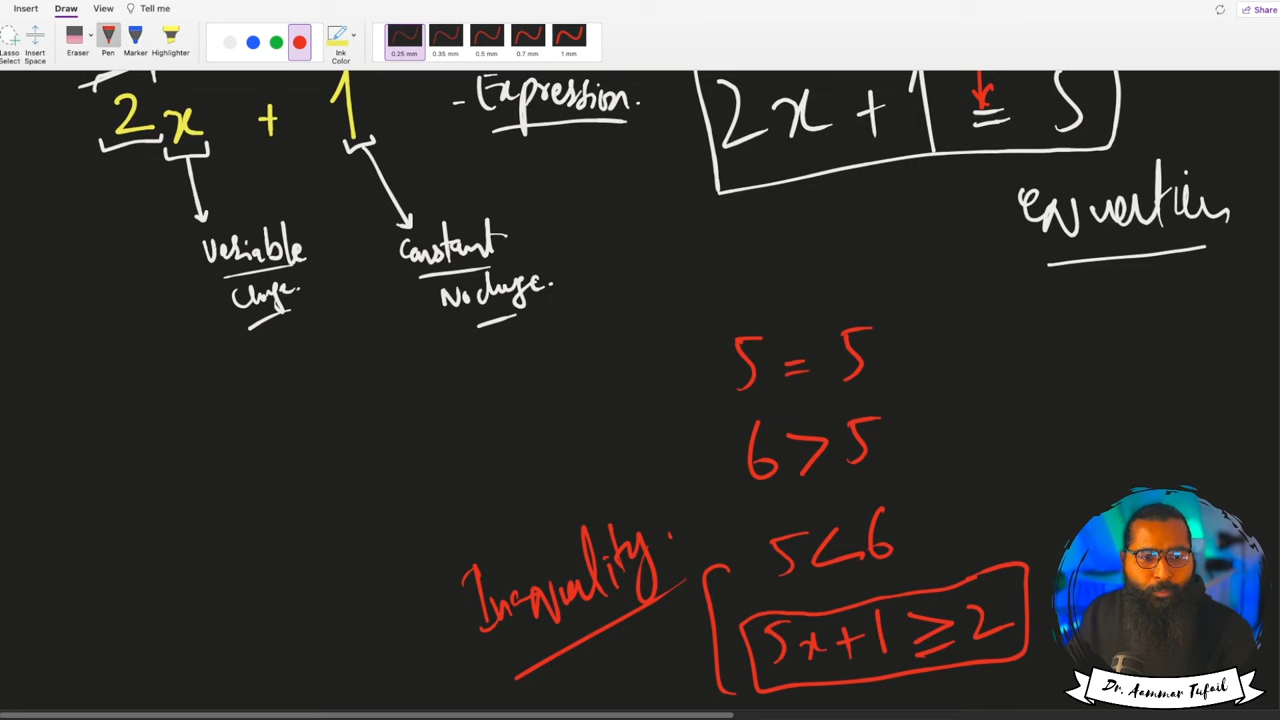 Insert Draw View Tell me
Share
Lasso Select
Insert Space
Eraser
Pen
Marker
Highlighter
Ink Color
0.25 mm
0.35 mm
0.5 mm
0.7 mm
1 mm
2x + 1
- Expression.
2x + 1 = 5
Equation
Variable
Change.
Constant
No change.
5 = 5
6 > 5
5 < 6
Inequality.
5x + 1 ≥ 2
Dr. Aammar Tufail